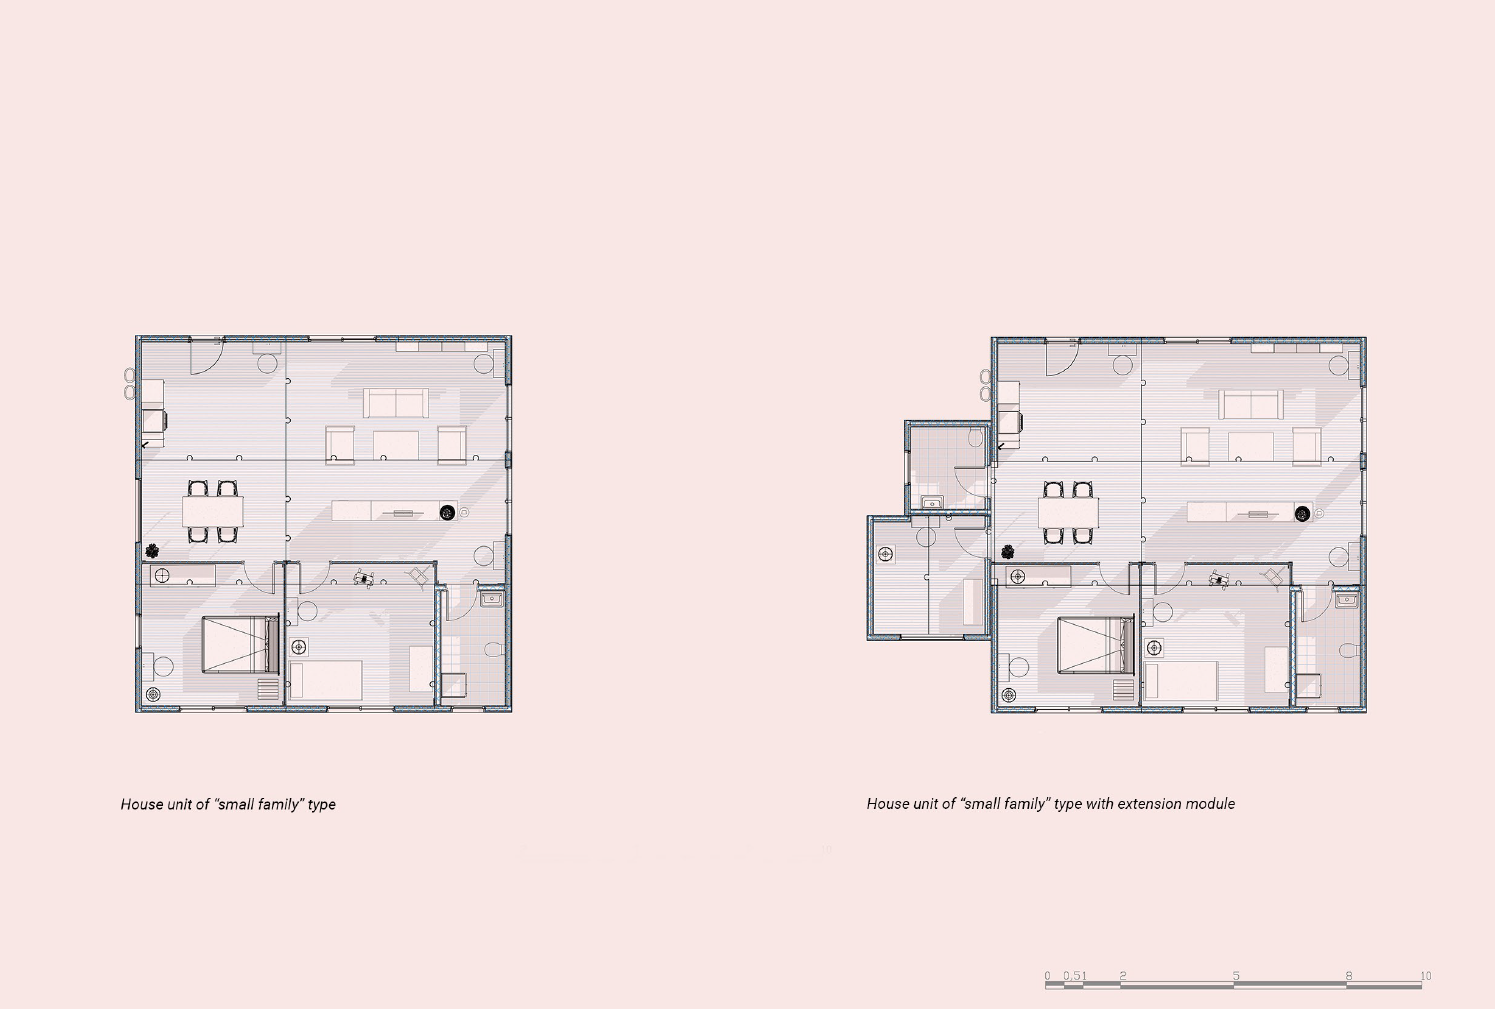 House unit of “small family” type
House unit of “small family” type with extension module
0 0,5 1 2 5 8 10